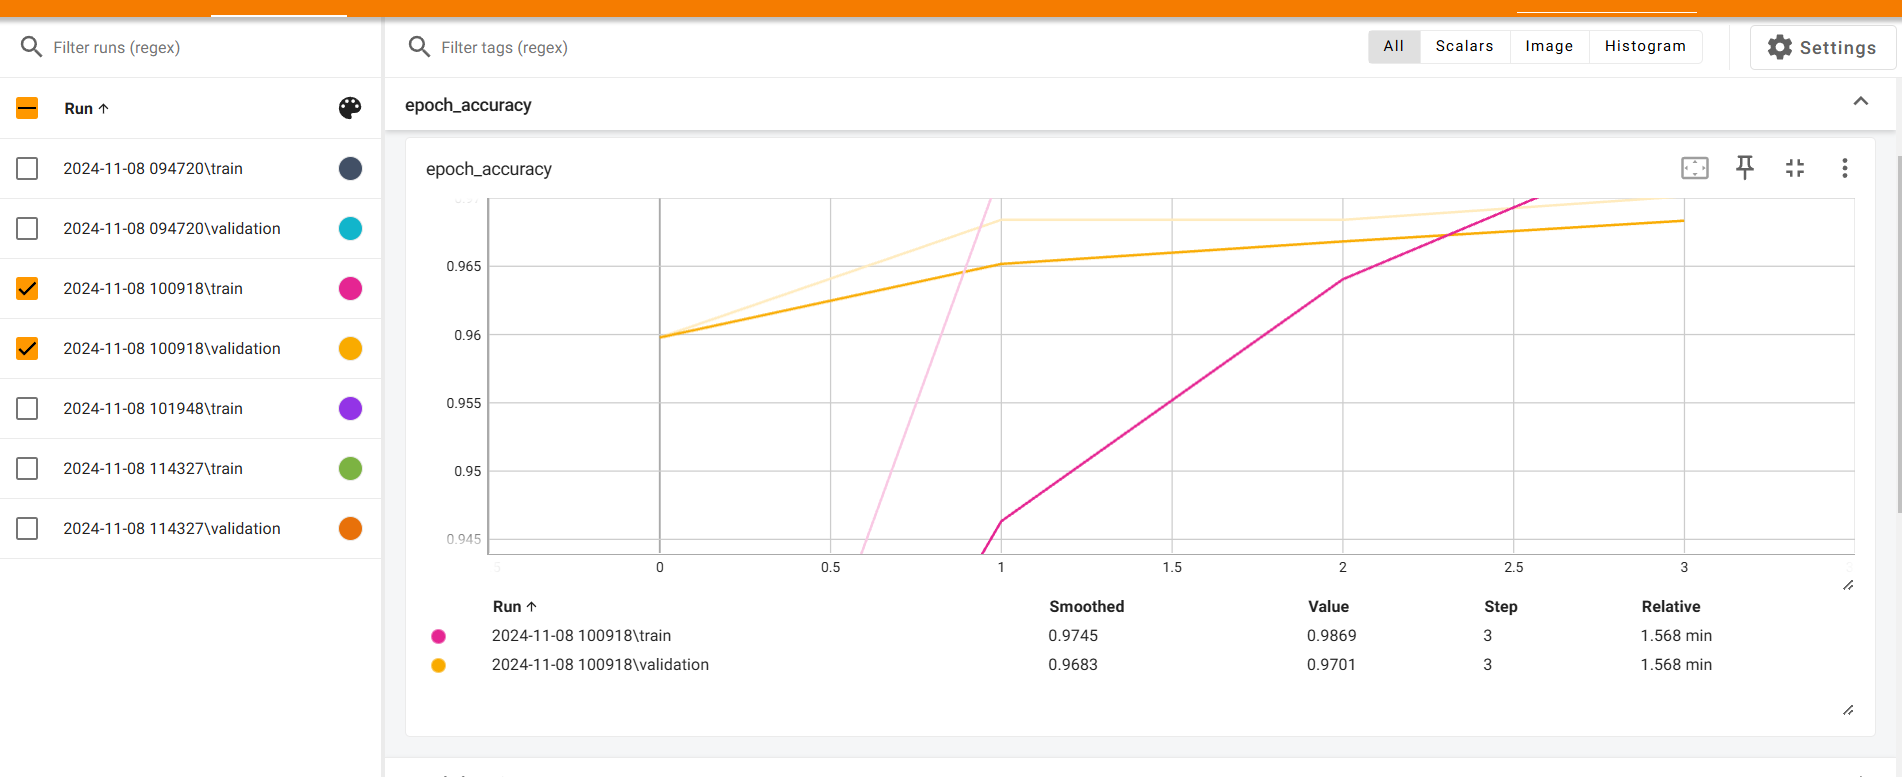 Filter runs (regex)
Filter tags (regex)
All Scalars Image Histogram
Settings
Run ↑
2024-11-08 094720\train
2024-11-08 094720\validation
2024-11-08 100918\train
2024-11-08 100918\validation
2024-11-08 101948\train
2024-11-08 114327\train
2024-11-08 114327\validation
epoch_accuracy
epoch_accuracy
0.965
0.96
0.955
0.95
0.945
0 0.5 1 1.5 2 2.5 3
Run ↑ Smoothed Value Step Relative
2024-11-08 100918\train 0.9745 0.9869 3 1.568 min
2024-11-08 100918\validation 0.9683 0.9701 3 1.568 min